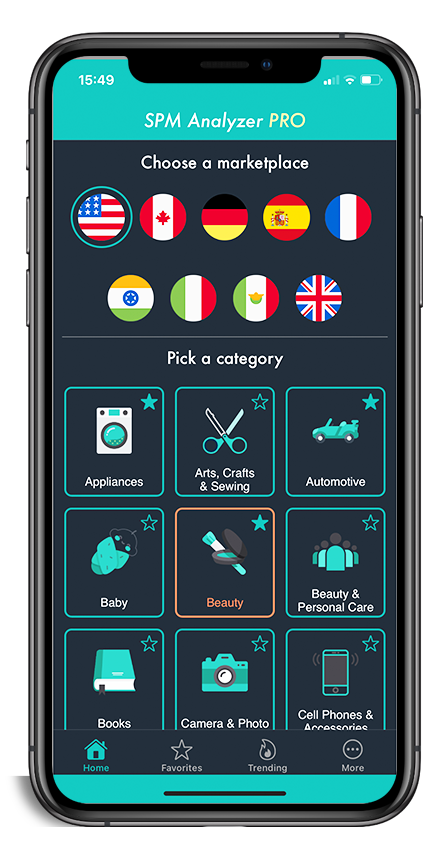 15:49
SPM Analyzer PRO
Choose a marketplace
Pick a category
Appliances
Arts, Crafts
& Sewing
Automotive
Baby
Beauty
Beauty &
Personal Care
Books
Camera & Photo
Cell Phones &
Accessories
Home
Favorites
Trending
More